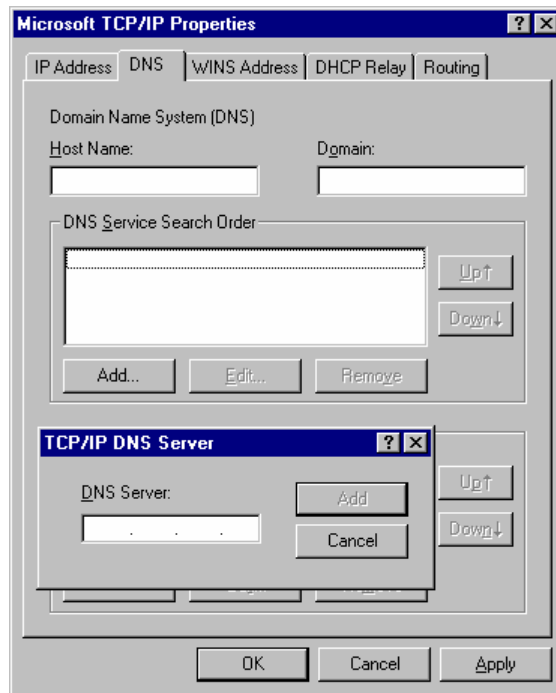 Microsoft TCP/IP Properties
IP Address DNS WINS Address DHCP Relay Routing
Domain Name System (DNS)
Host Name: Domain:
DNS Service Search Order
Up↑
Down↓
Add... Edit... Remove
TCP/IP DNS Server
DNS Server:
Add
. . .
Cancel
Up↑
Down↓
OK Cancel Apply